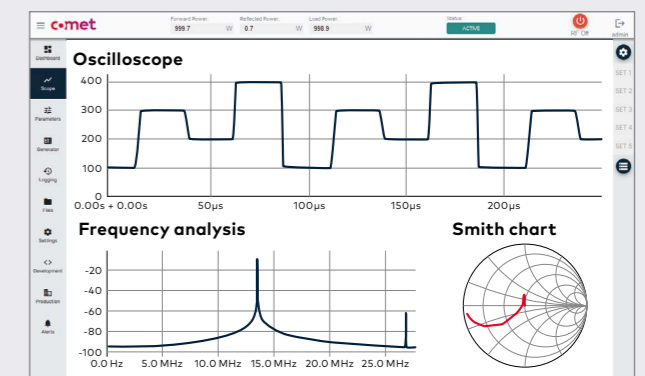 comet
Forward Power:
999.7 W
Reflected Power:
0.7 W
Load Power:
998.9 W
Status:
ACTIVE
RF Off
admin
Dashboard
Scope
Parameters
Generator
Logging
Files
Settings
Development
Production
Alerts
Oscilloscope
400
300
200
100
0
0.00s + 0.00s 50µs 100µs 150µs 200µs
SET 1
SET 2
SET 3
SET 4
SET 5
Frequency analysis
-20
-40
-60
-80
-100
0.0 Hz 5.0 MHz 10.0 MHz 15.0 MHz 20.0 MHz 25.0 MHz
Smith chart